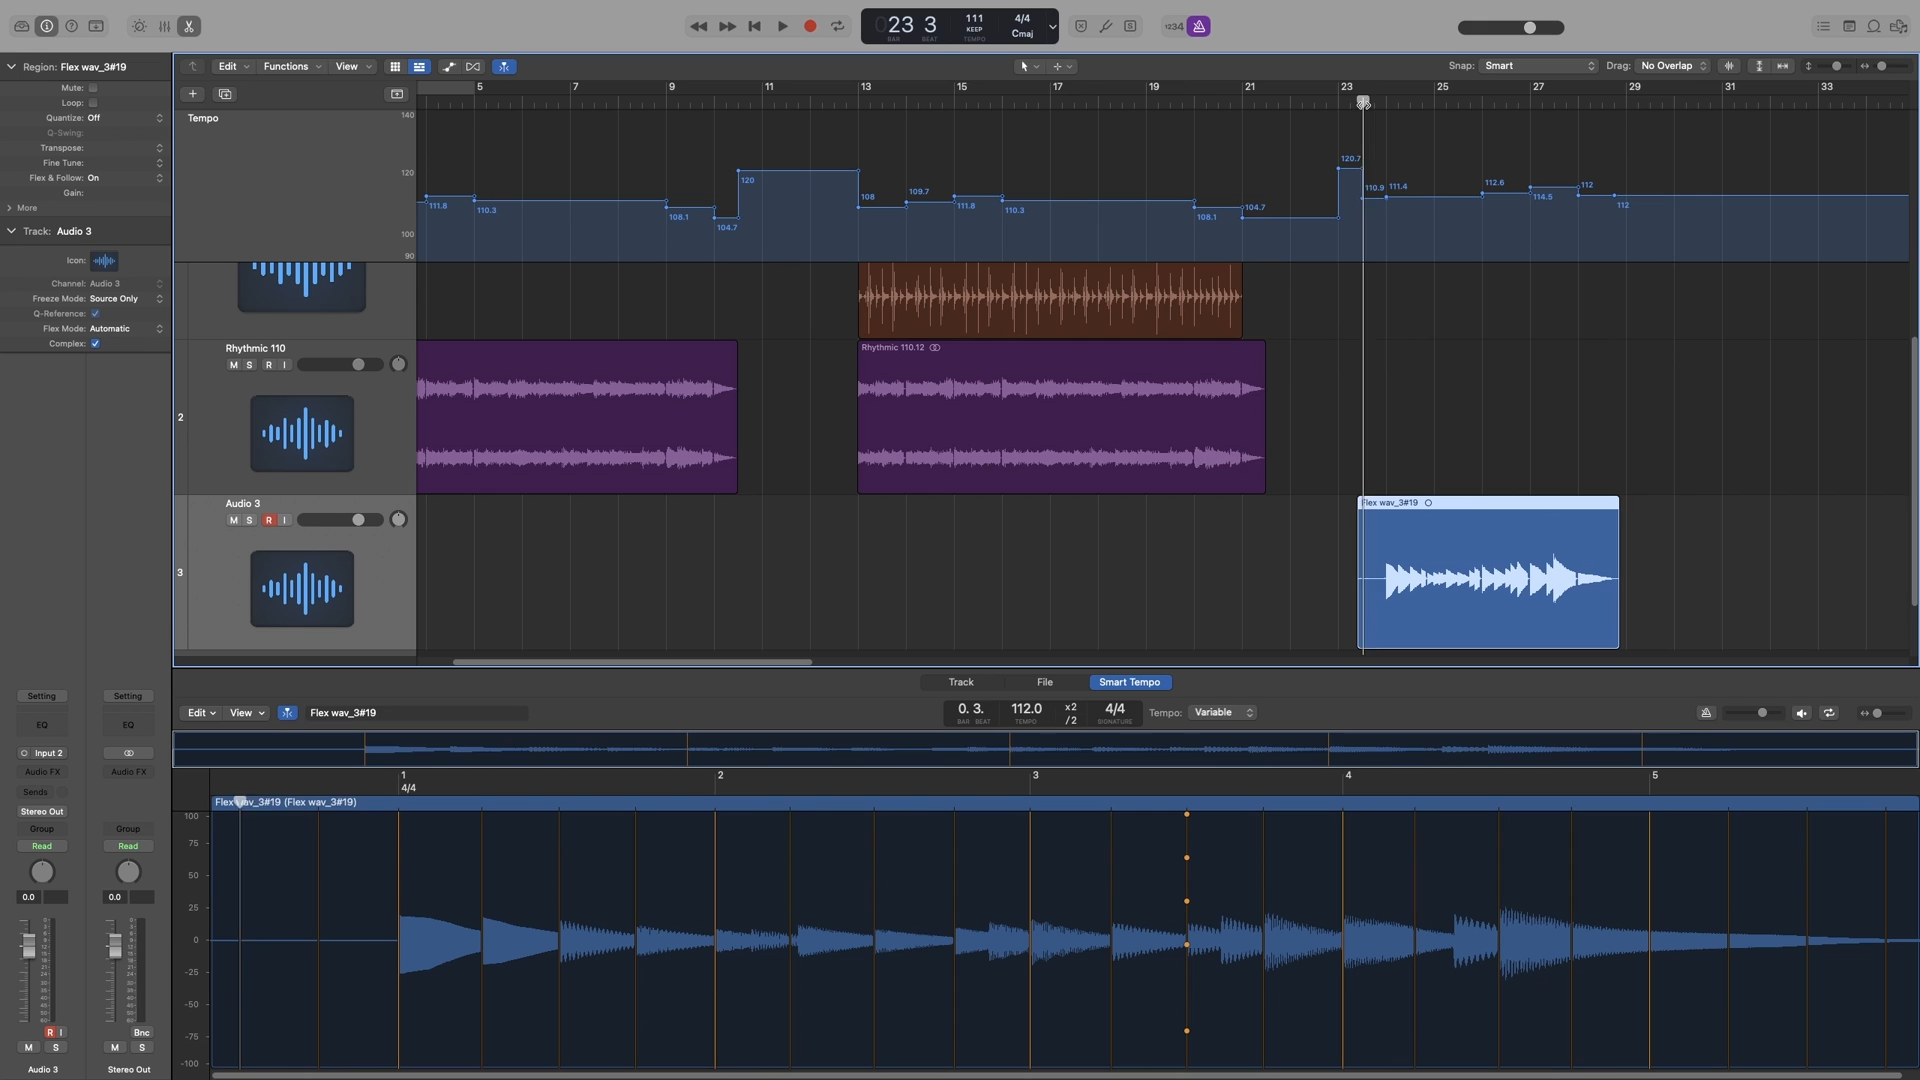 23 3
BAR BEAT
111
KEEP
TEMPO
4/4
Cmaj
1234
Region: Flex wav_3#19
Mute:
Loop:
Quantize: Off
Q-Swing:
Transpose:
Fine Tune:
Flex & Follow: On
Gain:
More
Track: Audio 3
Icon:
Channel: Audio 3
Freeze Mode: Source Only
Q-Reference:
Flex Mode: Automatic
Complex:
Edit Functions View
Snap: Smart
Drag: No Overlap
5 7 9 11 13 15 17 19 21 23 25 27 29 31 33
Tempo
140
120
100
90
111.8 110.3 108.1 104.7 120 108 109.7 111.8 110.3 108.1 104.7 120.7 110.9 111.4 112.6 114.5 112 112
Rhythmic 110
M S R I
2
Rhythmic 110.12
Audio 3
M S R I
3
Flex wav_3#19
Track File Smart Tempo
Edit View Flex wav_3#19
0. 3.
BAR BEAT
112.0
TEMPO
x2
/2
4/4
SIGNATURE
Tempo: Variable
1 2 3 4 5
4/4
Flex wav_3#19 (Flex wav_3#19)
100
75
50
25
0
-25
-50
-75
-100
Setting Setting
EQ EQ
Input 2
Audio FX Audio FX
Sends
Stereo Out
Group Group
Read Read
0.0 0.0
R I Bnc
M S M S
Audio 3 Stereo Out